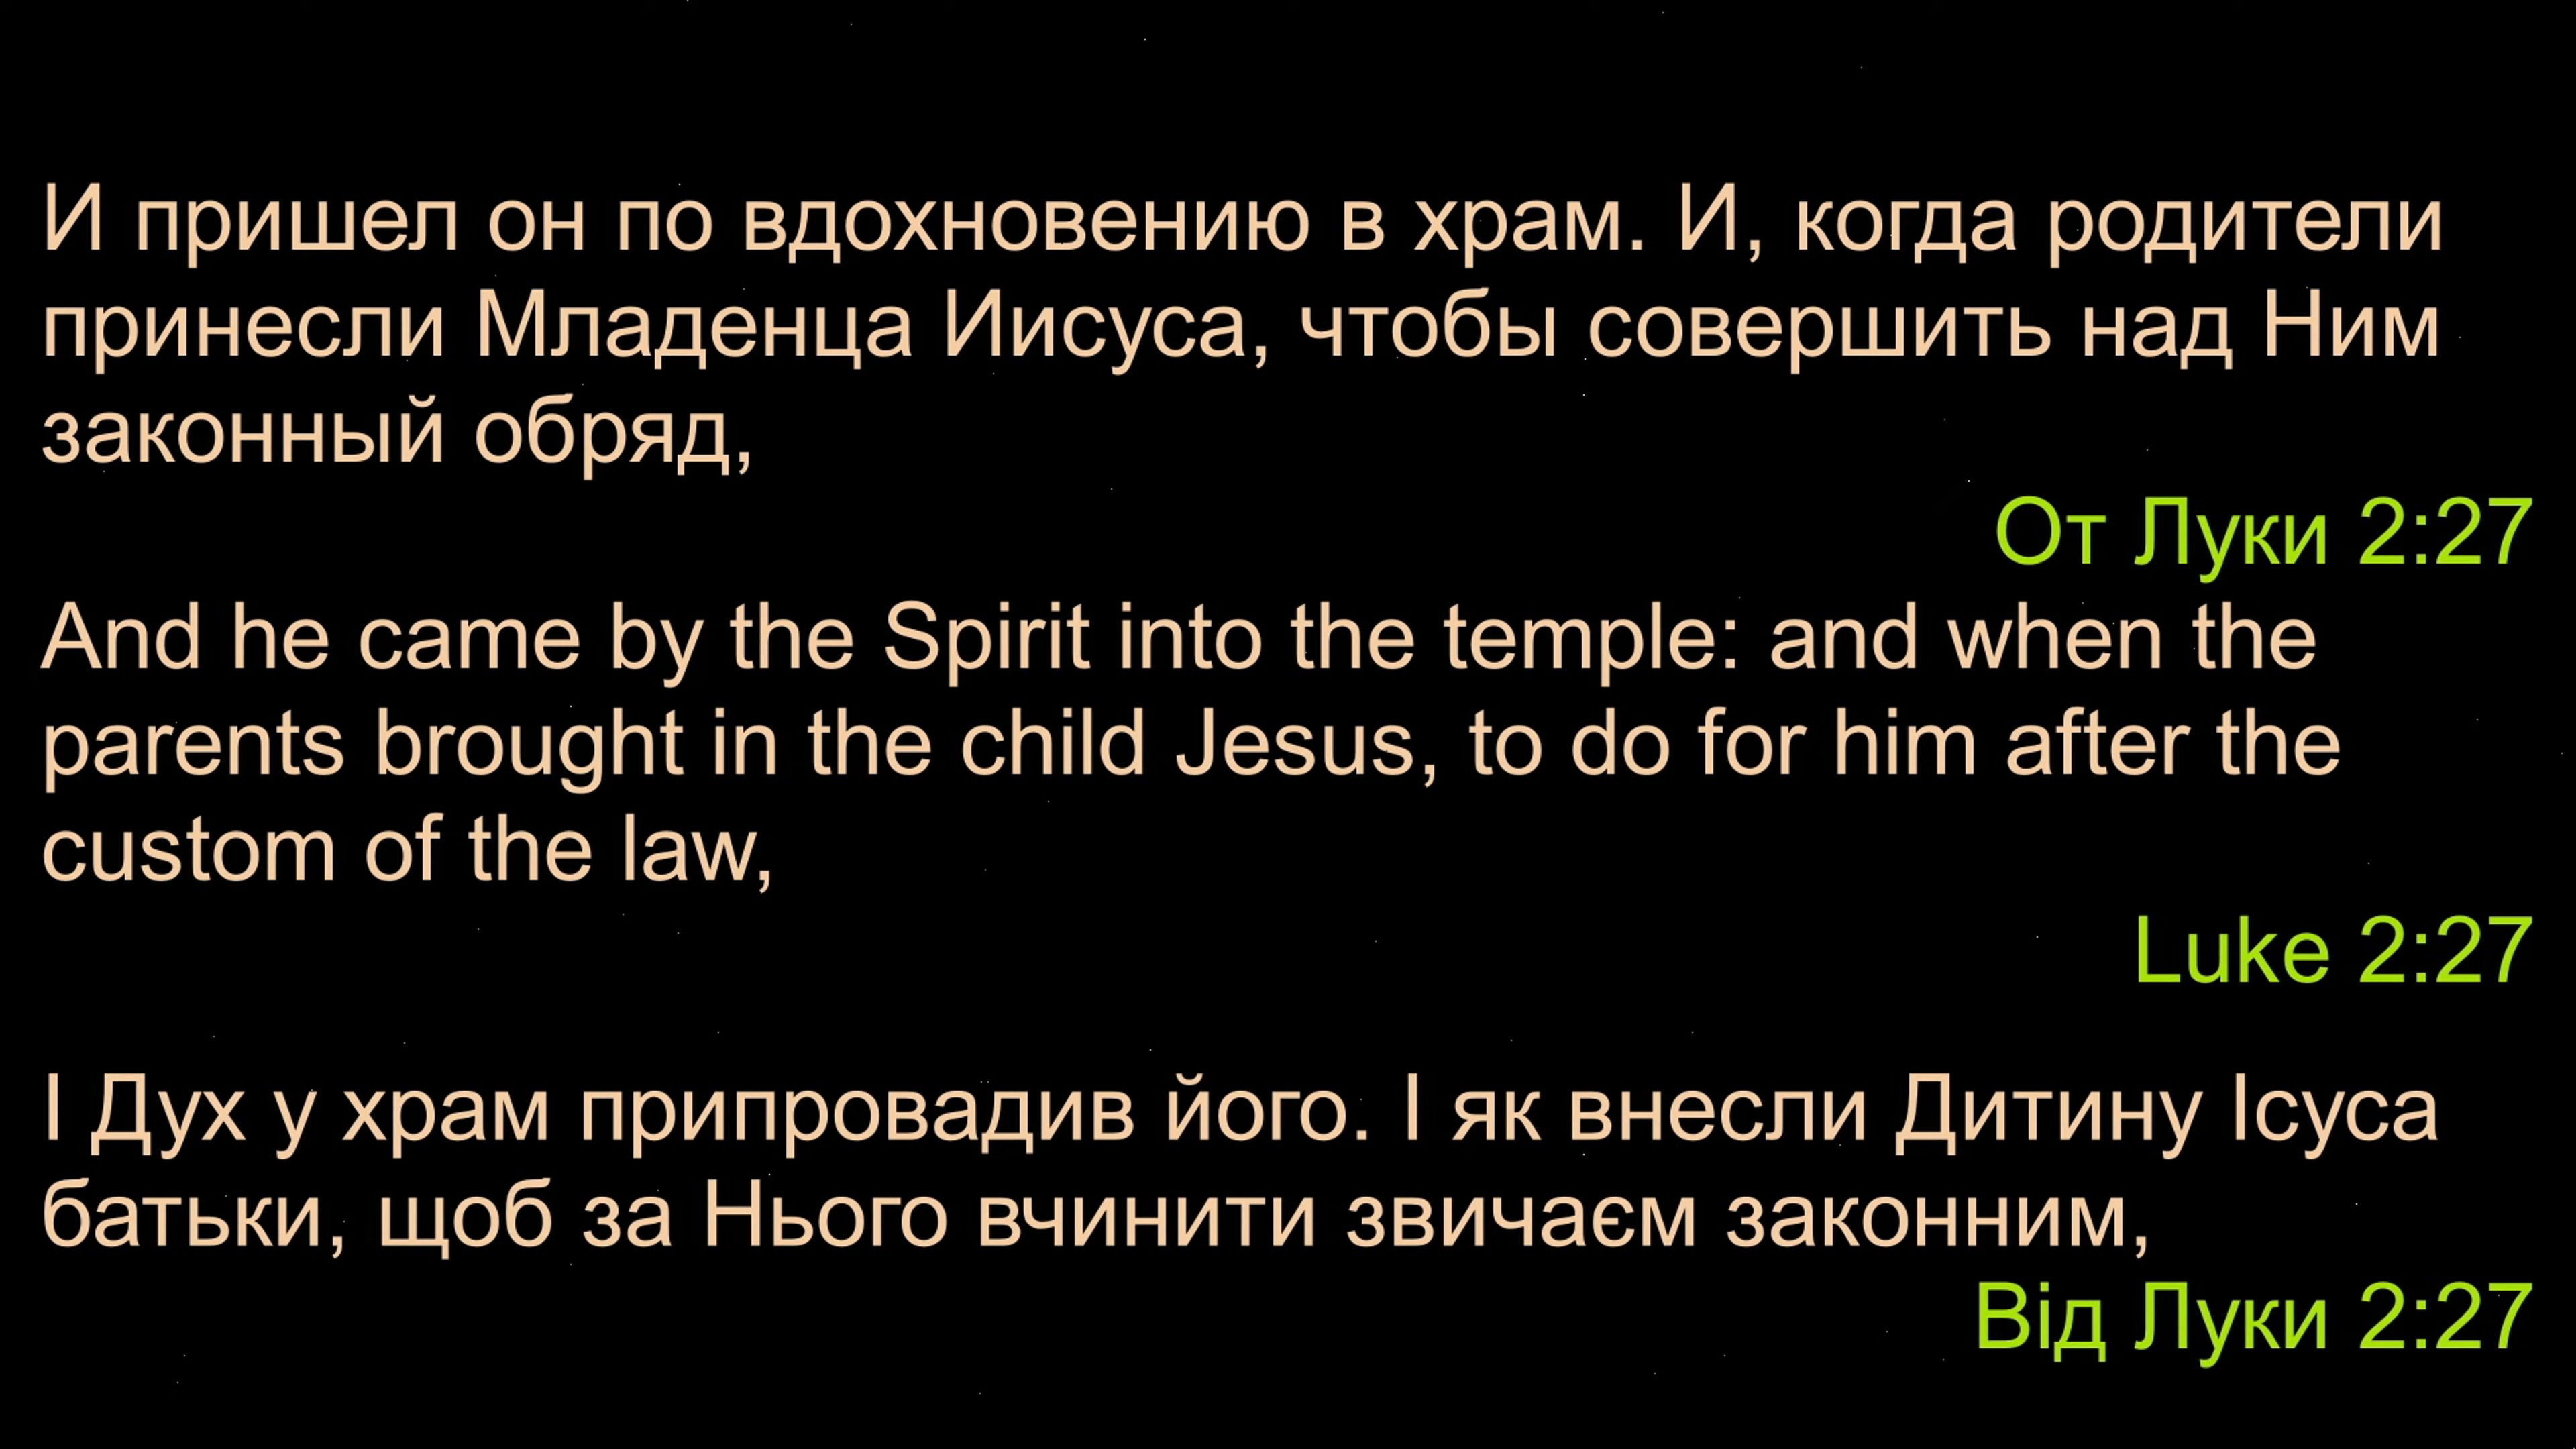 И пришел он по вдохновению в храм. И, когда родители
принесли Младенца Иисуса, чтобы совершить над Ним
законный обряд,
От Луки 2:27
And he came by the Spirit into the temple: and when the
parents brought in the child Jesus, to do for him after the
custom of the law,
Luke 2:27
І Дух у храм припровадив його. І як внесли Дитину Ісуса
батьки, щоб за Нього вчинити звичаєм законним,
Від Луки 2:27